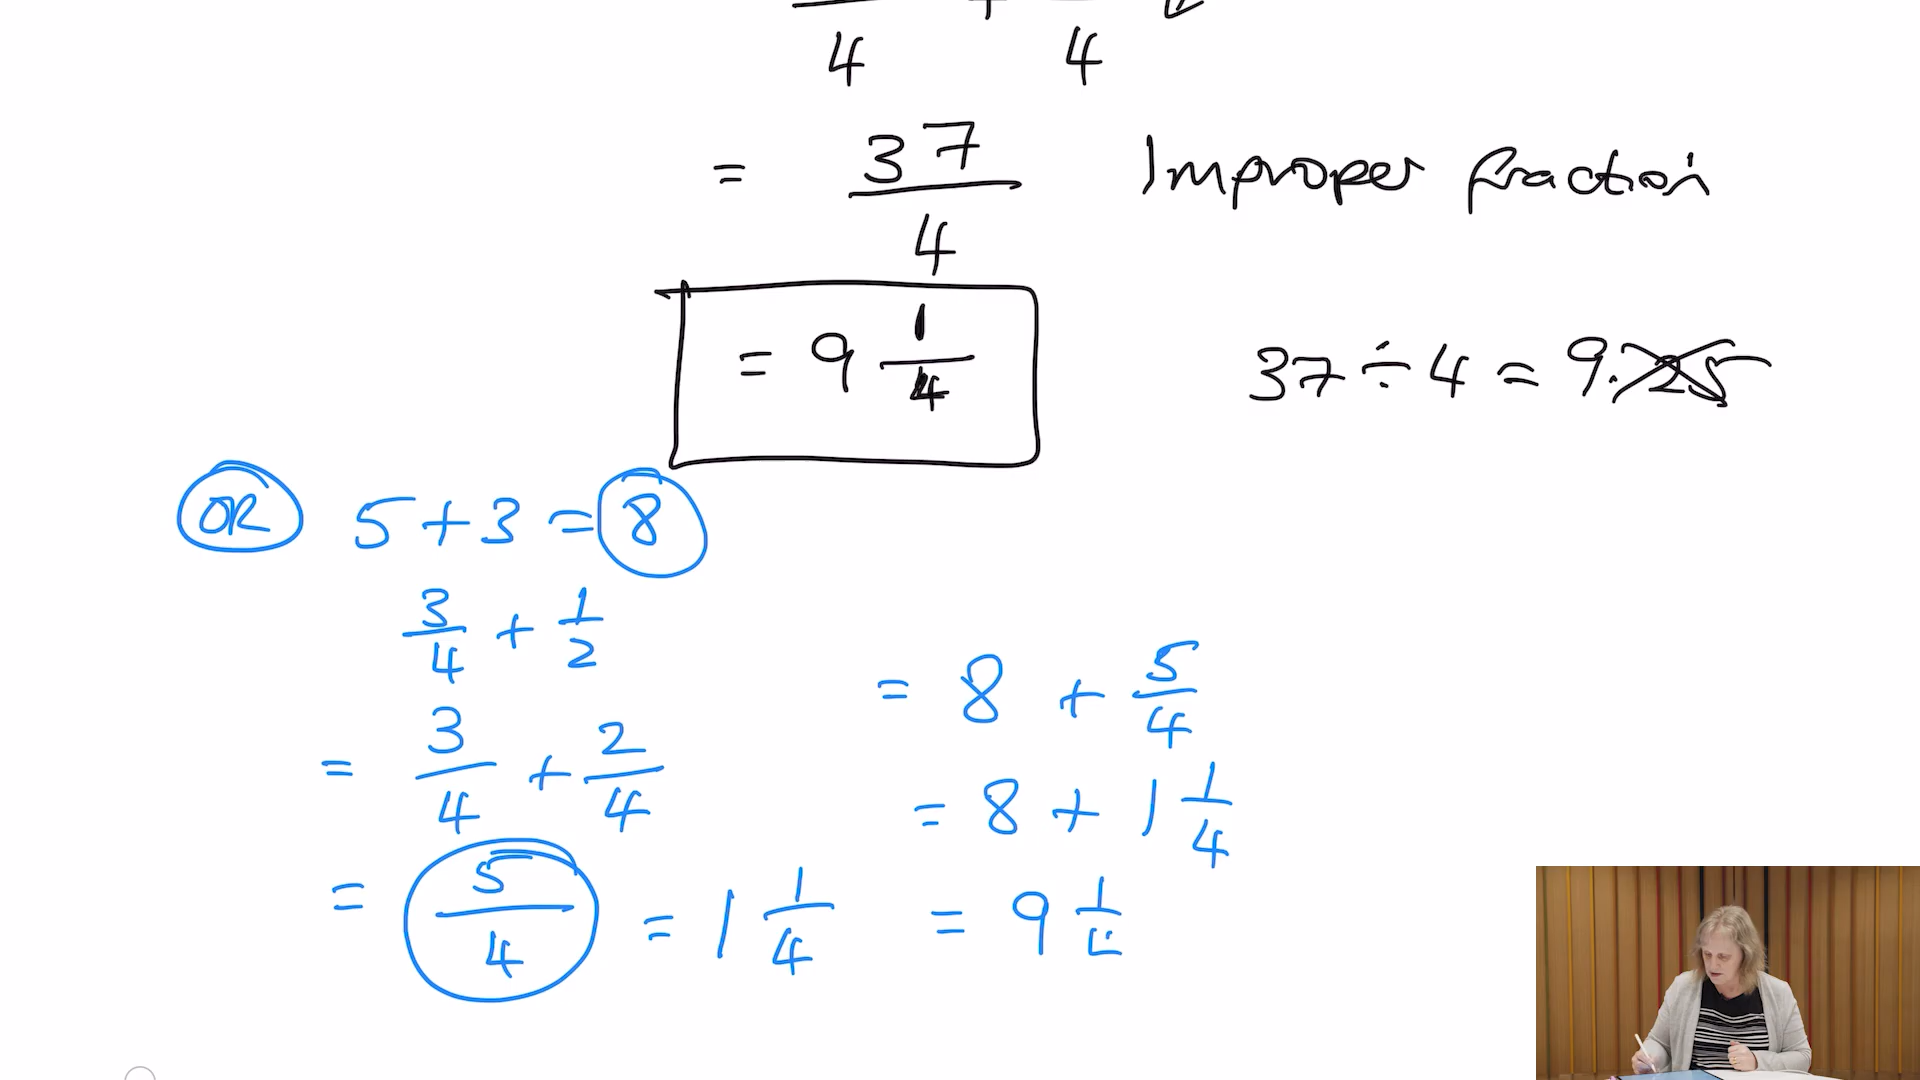 4 4
= 37/4 Improper fraction
= 9 1/4
37 ÷ 4 = 9.25
OR 5 + 3 = 8
3/4 + 1/2
= 3/4 + 2/4
= 5/4 = 1 1/4
= 8 + 5/4
= 8 + 1 1/4
= 9 1/4